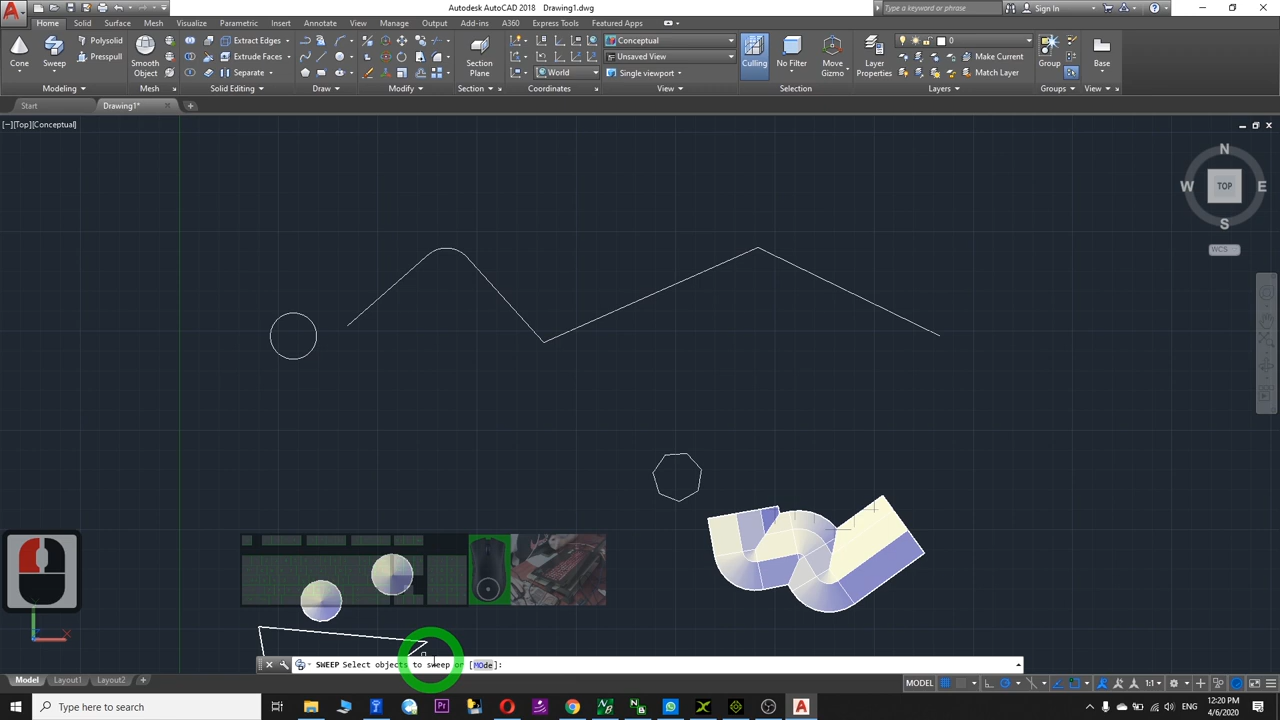 Autodesk AutoCAD 2018 Drawing1.dwg
Type a keyword or phrase
Sign In
Home Solid Surface Mesh Visualize Parametric Insert Annotate View Manage Output Add-ins A360 Express Tools Featured Apps
Cone
Sweep
Polysolid
Presspull
Smooth
Object
Extract Edges
Extrude Faces
Separate
Section
Plane
World
Conceptual
Unsaved View
Single viewport
Culling
No Filter
Move
Gizmo
Layer
Properties
0
Make Current
Match Layer
Group
Base
Modeling Mesh Solid Editing Draw Modify Section Coordinates View Selection Layers Groups View
Start Drawing1*
[−][Top][Conceptual]
N
W TOP E
S
WCS
SWEEP Select objects to sweep or [MOde]:
Model Layout1 Layout2
MODEL 1:1
Type here to search
12:20 PM
4/6/2020